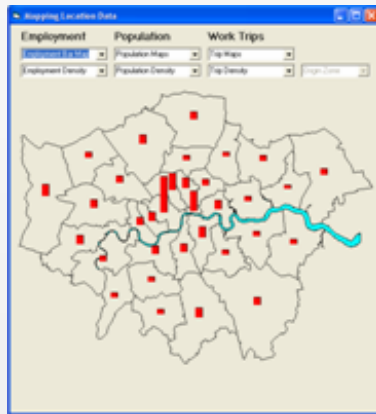 Mapping Location Data
Employment Population Work Trips
Employment Bar Map Population Maps Trip Maps
Employment Density Population Density Trip Density Origin Zone